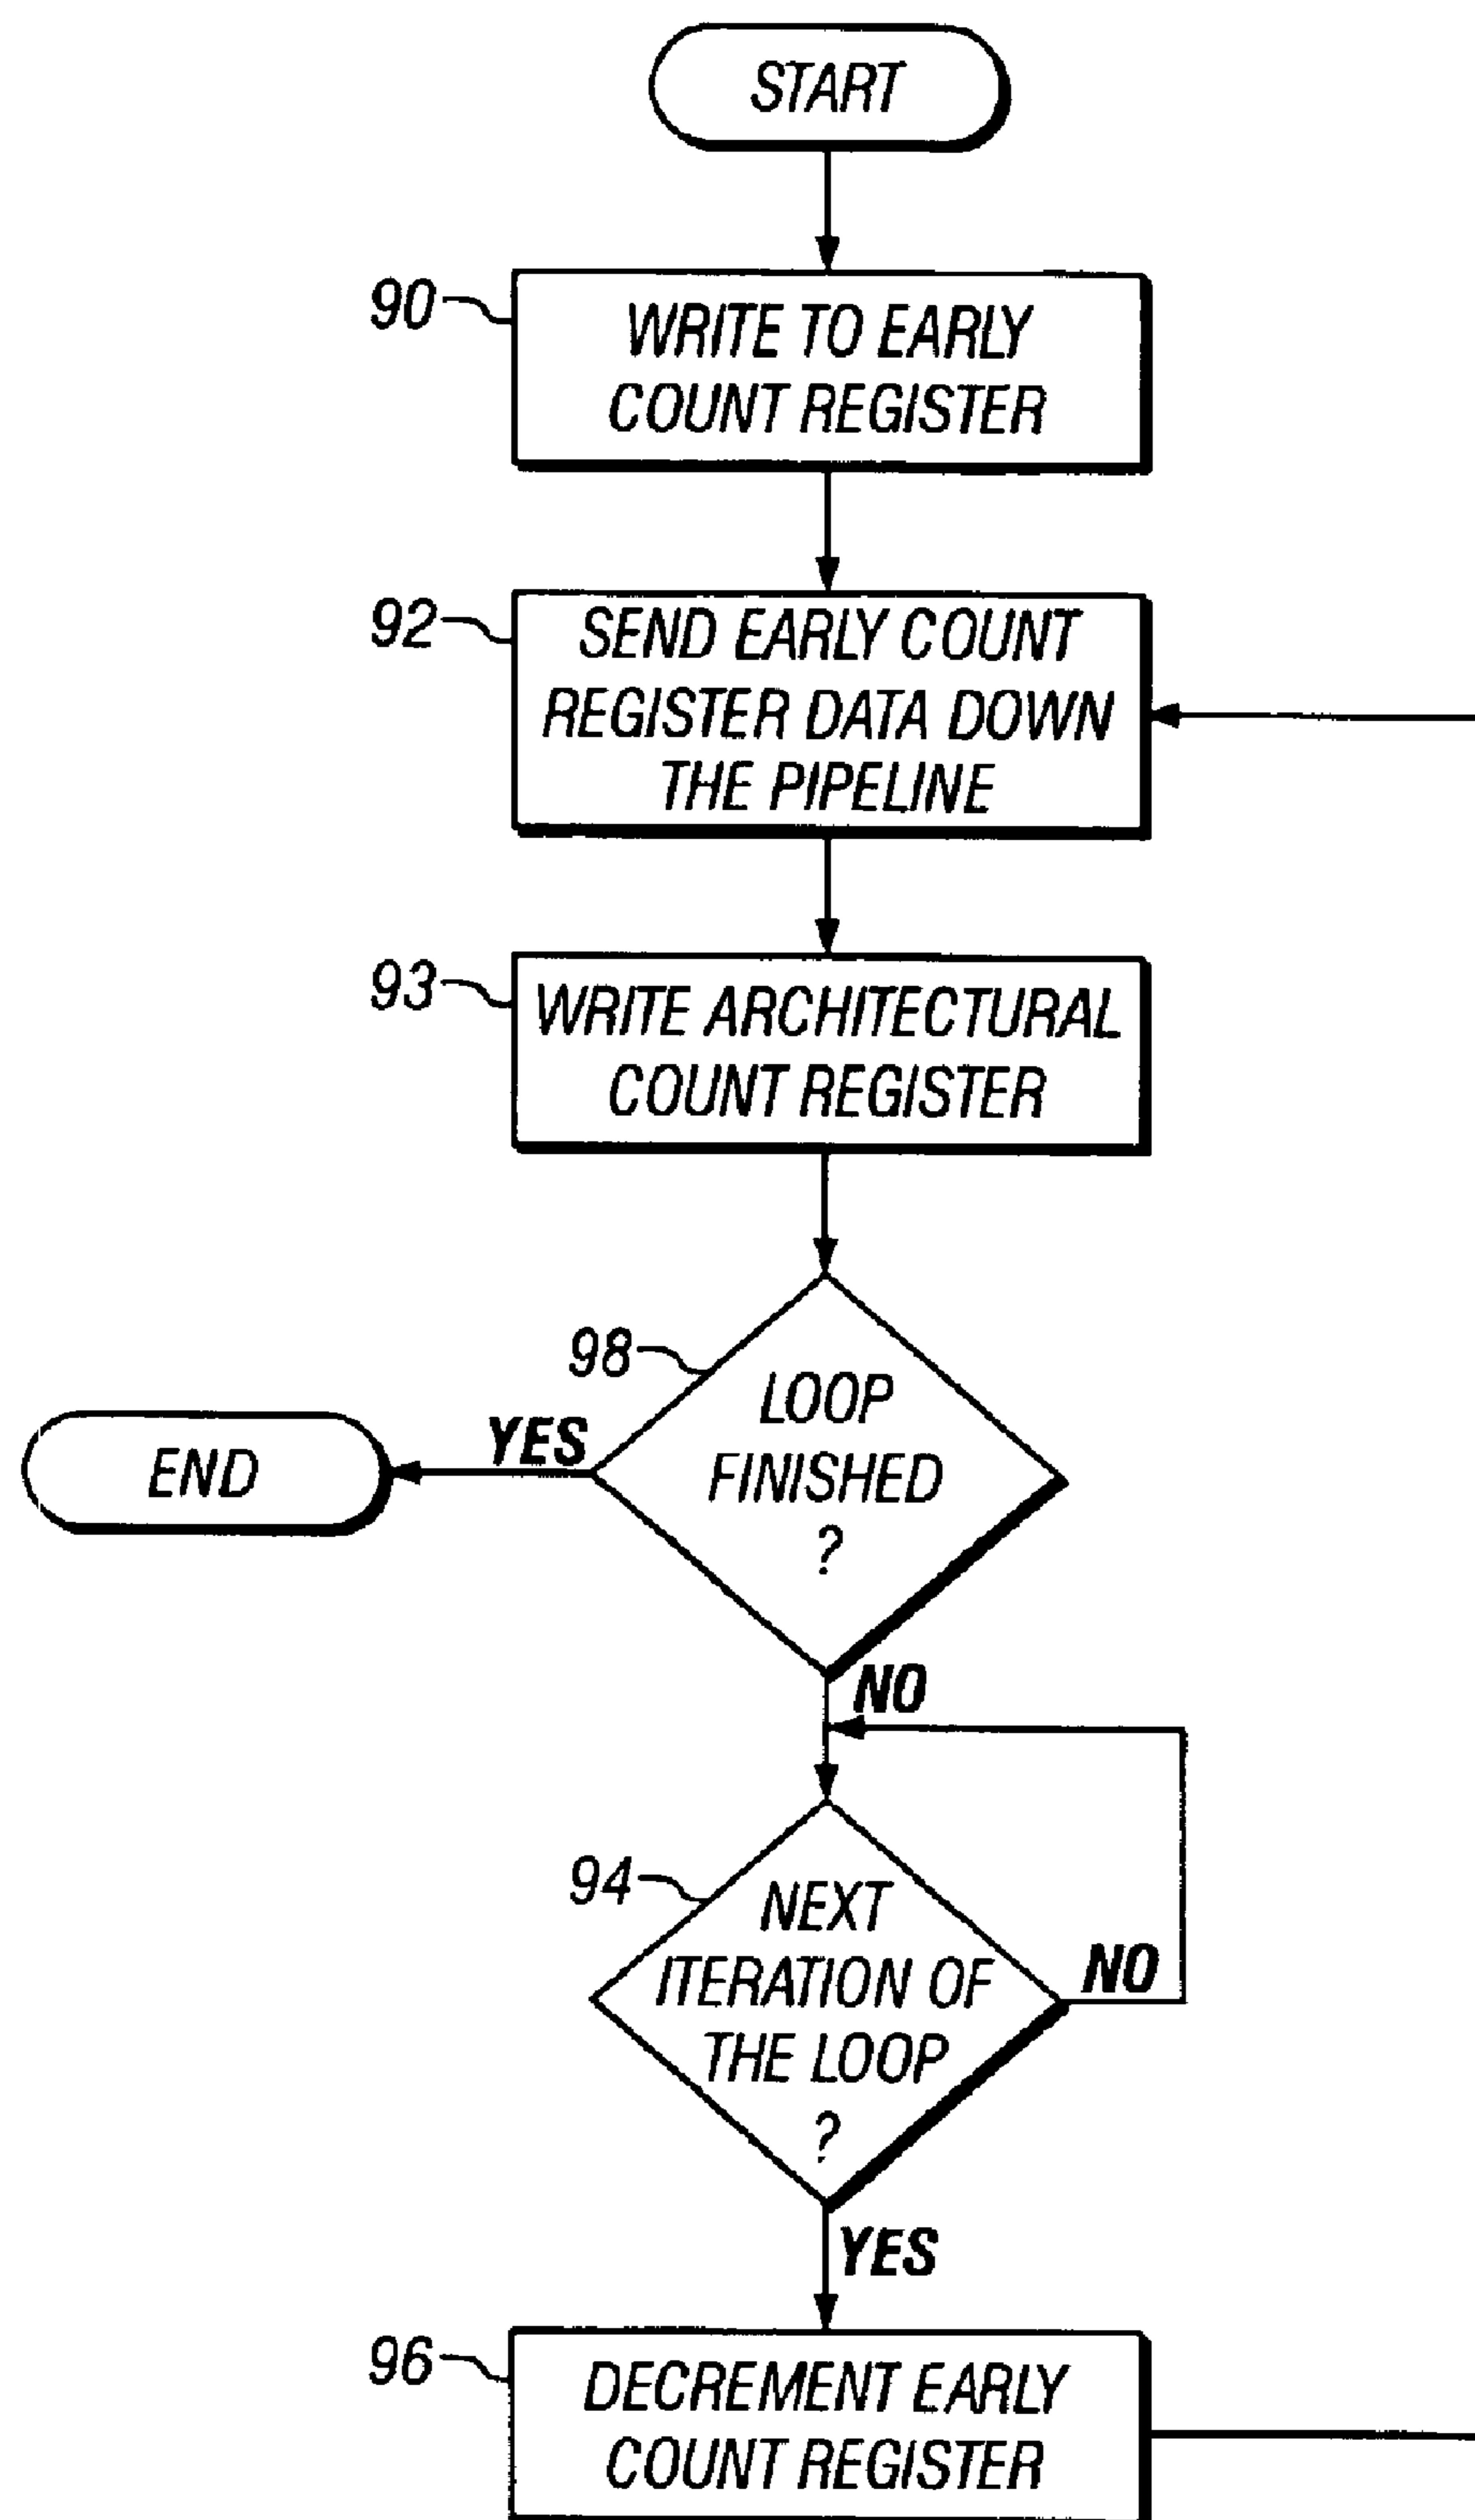 START
90
WRITE TO EARLY
COUNT REGISTER
92
SEND EARLY COUNT
REGISTER DATA DOWN
THE PIPELINE
93
WRITE ARCHITECTURAL
COUNT REGISTER
98
LOOP
FINISHED
?
YES
END
NO
94
NEXT
ITERATION OF
THE LOOP
?
NO
YES
96
DECREMENT EARLY
COUNT REGISTER